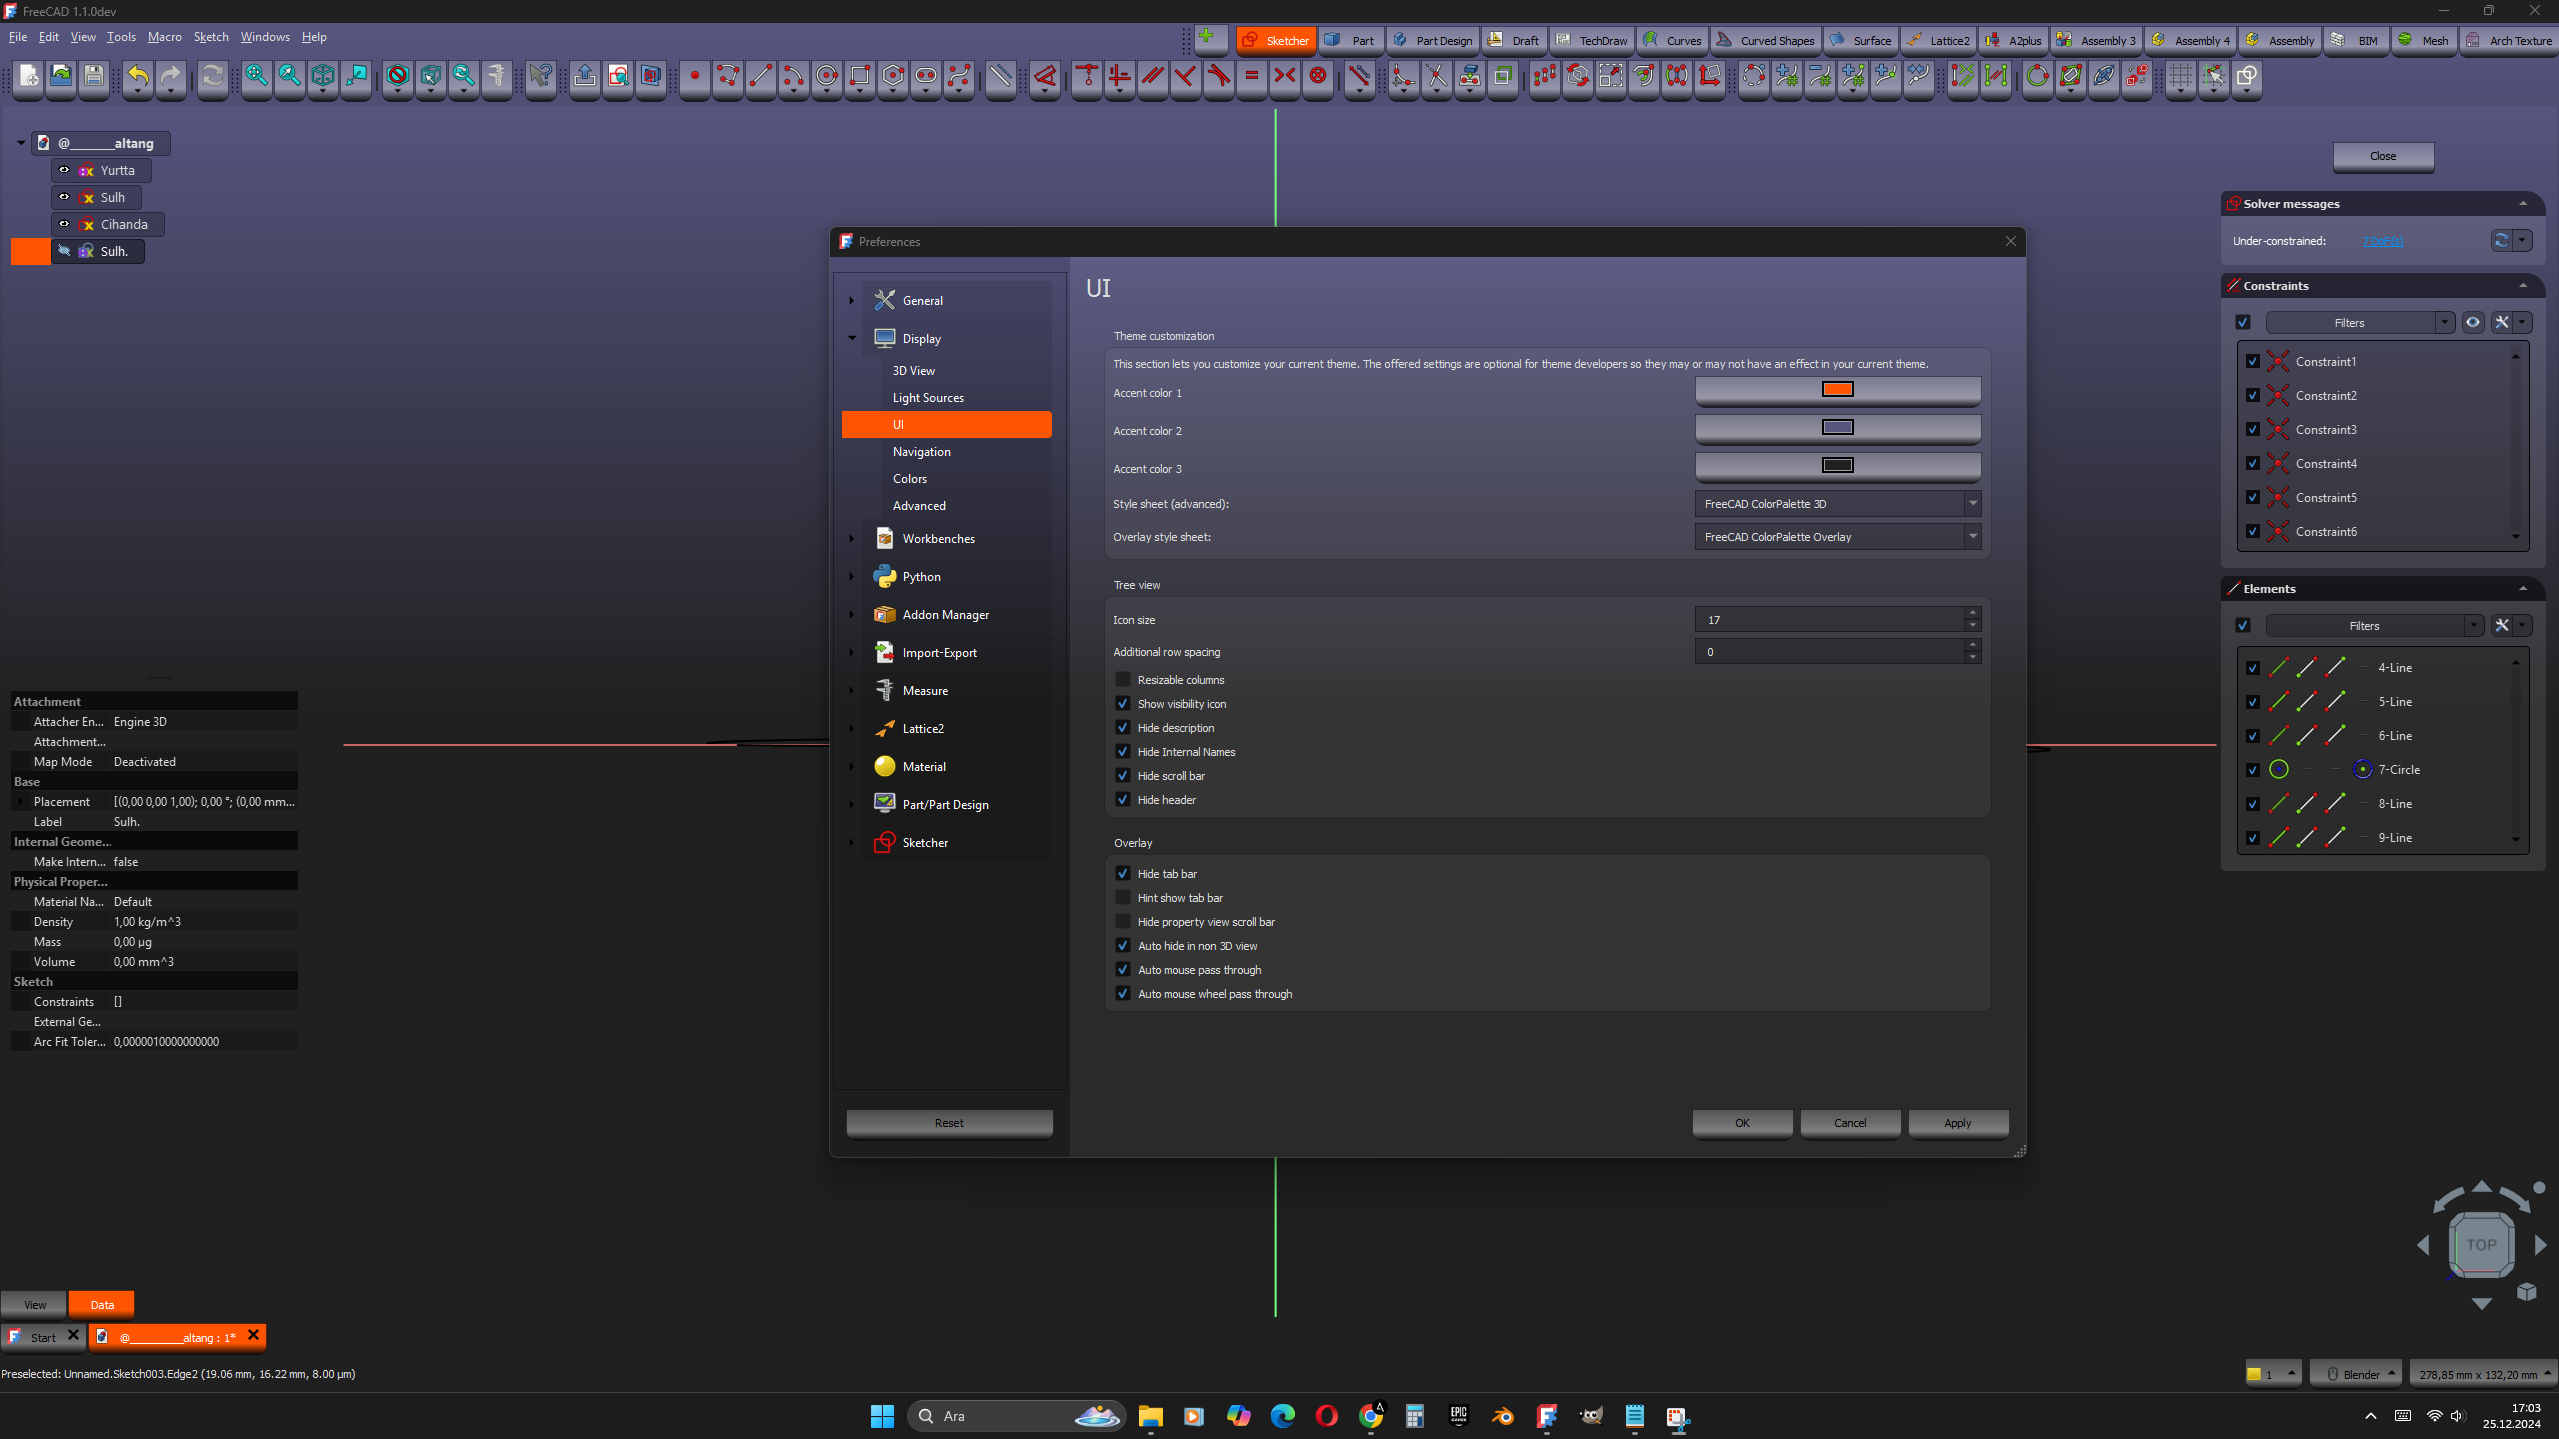 FreeCAD 1.1.0dev
File Edit View Tools Macro Sketch Windows Help
Sketcher Part Part Design Draft TechDraw Curves Curved Shapes Surface Lattice2 A2plus Assembly 3 Assembly 4 Assembly BIM Mesh Arch Texture
@_______altang
Yurtta
Sulh
Cihanda
Sulh.
Close
Solver messages
Under-constrained: 7 DoF(s)
Constraints
Filters
Constraint1
Constraint2
Constraint3
Constraint4
Constraint5
Constraint6
Elements
Filters
4-Line
5-Line
6-Line
7-Circle
8-Line
9-Line
Preferences
General
Display
3D View
Light Sources
UI
Navigation
Colors
Advanced
Workbenches
Python
Addon Manager
Import-Export
Measure
Lattice2
Material
Part/Part Design
Sketcher
Reset
UI
Theme customization
This section lets you customize your current theme. The offered settings are optional for theme developers so they may or may not have an effect in your current theme.
Accent color 1
Accent color 2
Accent color 3
Style sheet (advanced): FreeCAD ColorPalette 3D
Overlay style sheet: FreeCAD ColorPalette Overlay
Tree view
Icon size 17
Additional row spacing 0
Resizable columns
Show visibility icon
Hide description
Hide Internal Names
Hide scroll bar
Hide header
Overlay
Hide tab bar
Hint show tab bar
Hide property view scroll bar
Auto hide in non 3D view
Auto mouse pass through
Auto mouse wheel pass through
OK Cancel Apply
Attachment
Attacher En... Engine 3D
Attachment...
Map Mode Deactivated
Base
Placement [(0,00 0,00 1,00); 0,00 °; (0,00 mm...
Label Sulh.
Internal Geome...
Make Intern... false
Physical Proper...
Material Na... Default
Density 1,00 kg/m^3
Mass 0,00 µg
Volume 0,00 mm^3
Sketch
Constraints []
External Ge...
Arc Fit Toler... 0,0000010000000000
TOP
View Data
Start @_______altang : 1*
Preselected: Unnamed.Sketch003.Edge2 (19.06 mm, 16.22 mm, 8.00 µm)
1 Blender 278,85 mm x 132,20 mm
Ara
EPIC GAMES
17:03
25.12.2024